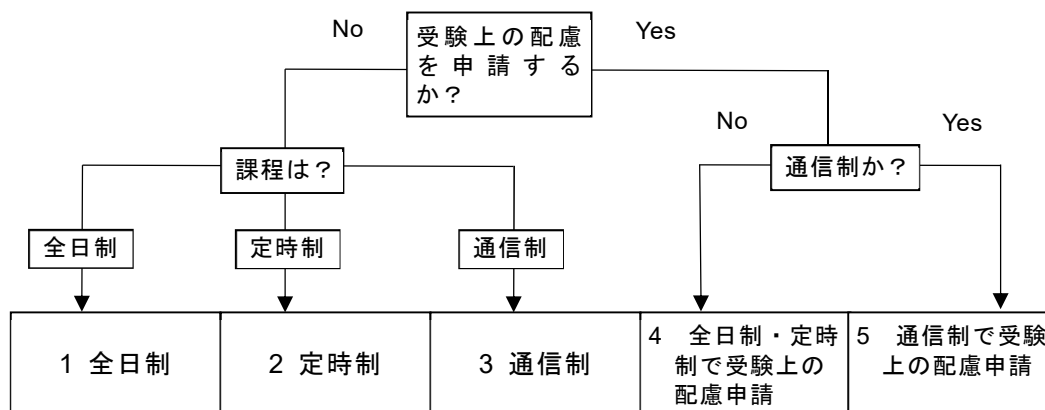 No
受験上の配慮
を申請する
か？
Yes
No
Yes
課程は？
通信制か？
全日制
定時制
通信制
1 全日制
2 定時制
3 通信制
4 全日制・定時
制で受験上の
配慮申請
5 通信制で受験
上の配慮申請